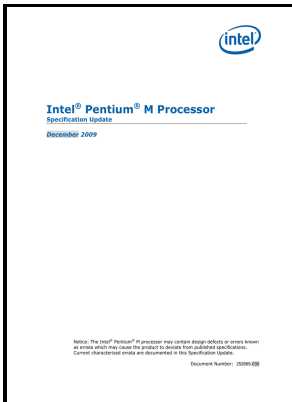 intel
Intel® Pentium® M Processor
Specification Update
December 2009
Notice: The Intel® Pentium® M processor may contain design defects or errors known
as errata which may cause the product to deviate from published specifications.
Current characterized errata are documented in this Specification Update.
Document Number: 252665-